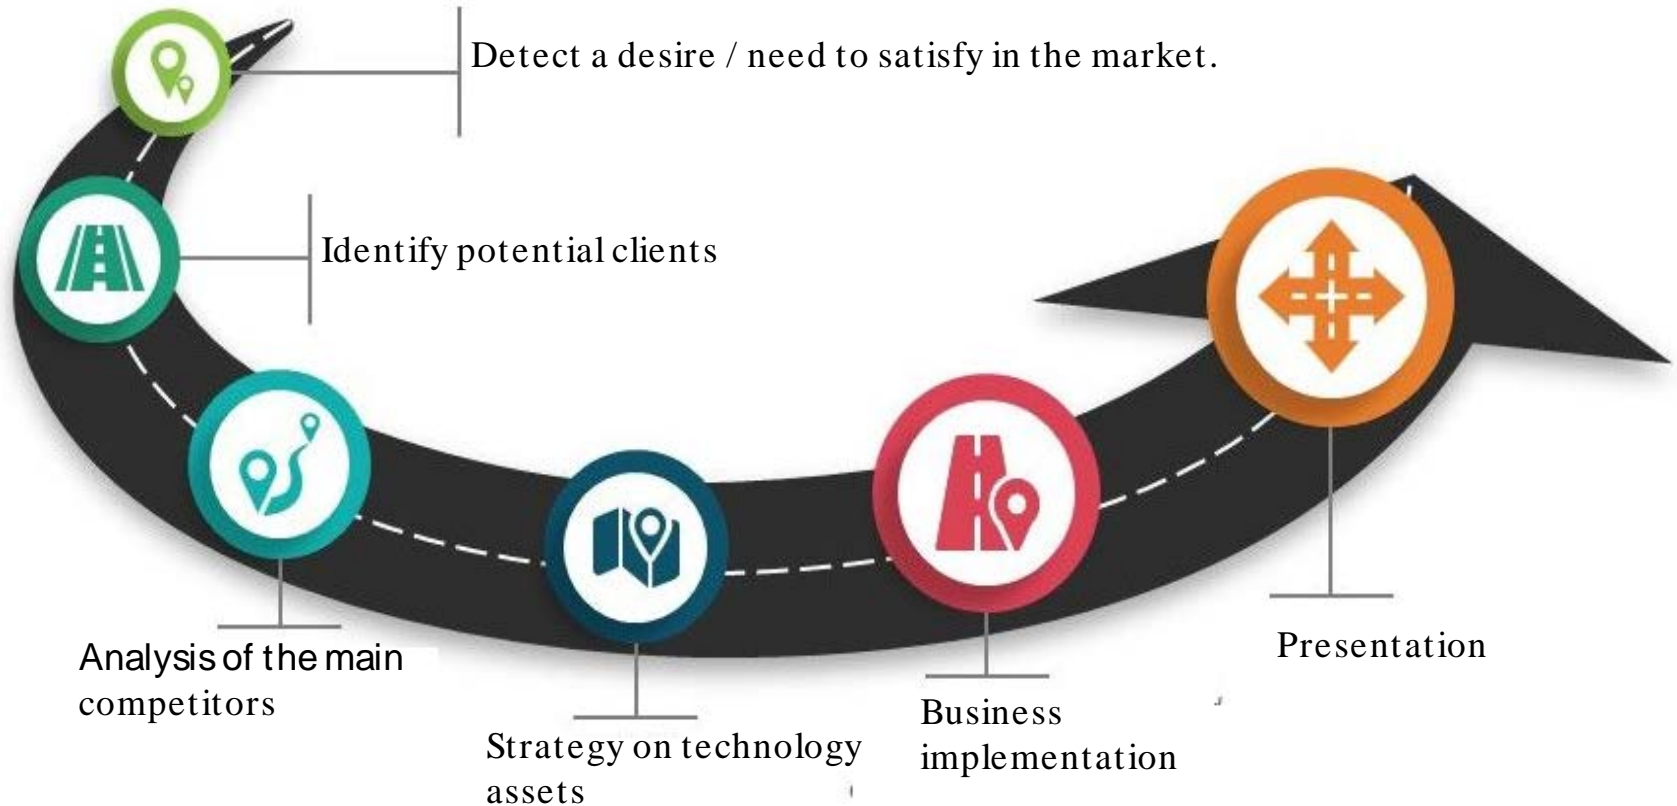 Detect a desire / need to satisfy in the market.
Identify potential clients
Analysis of the main
competitors
Strategy on technology
assets
Business
implementation
Presentation